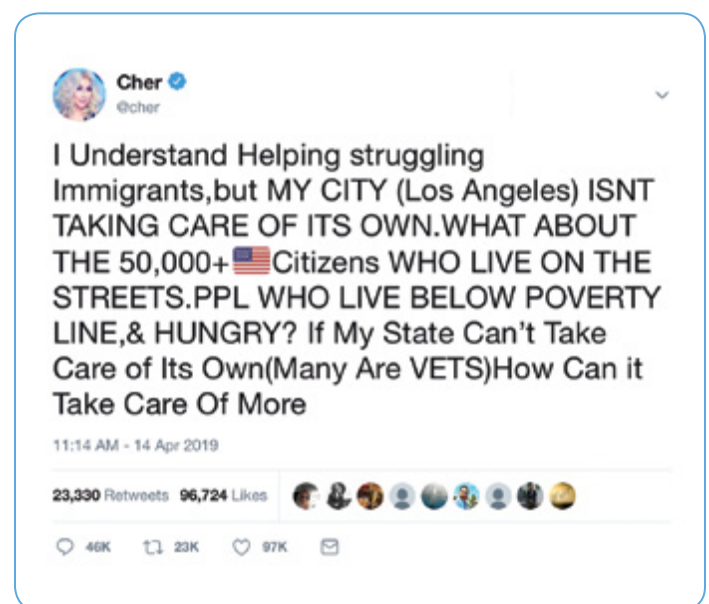 Cher
@cher
I Understand Helping struggling
Immigrants,but MY CITY (Los Angeles) ISNT
TAKING CARE OF ITS OWN.WHAT ABOUT
THE 50,000+🇺🇸Citizens WHO LIVE ON THE
STREETS.PPL WHO LIVE BELOW POVERTY
LINE,& HUNGRY? If My State Can’t Take
Care of Its Own(Many Are VETS)How Can it
Take Care Of More
11:14 AM - 14 Apr 2019
23,330 Retweets 96,724 Likes
46K 23K 97K